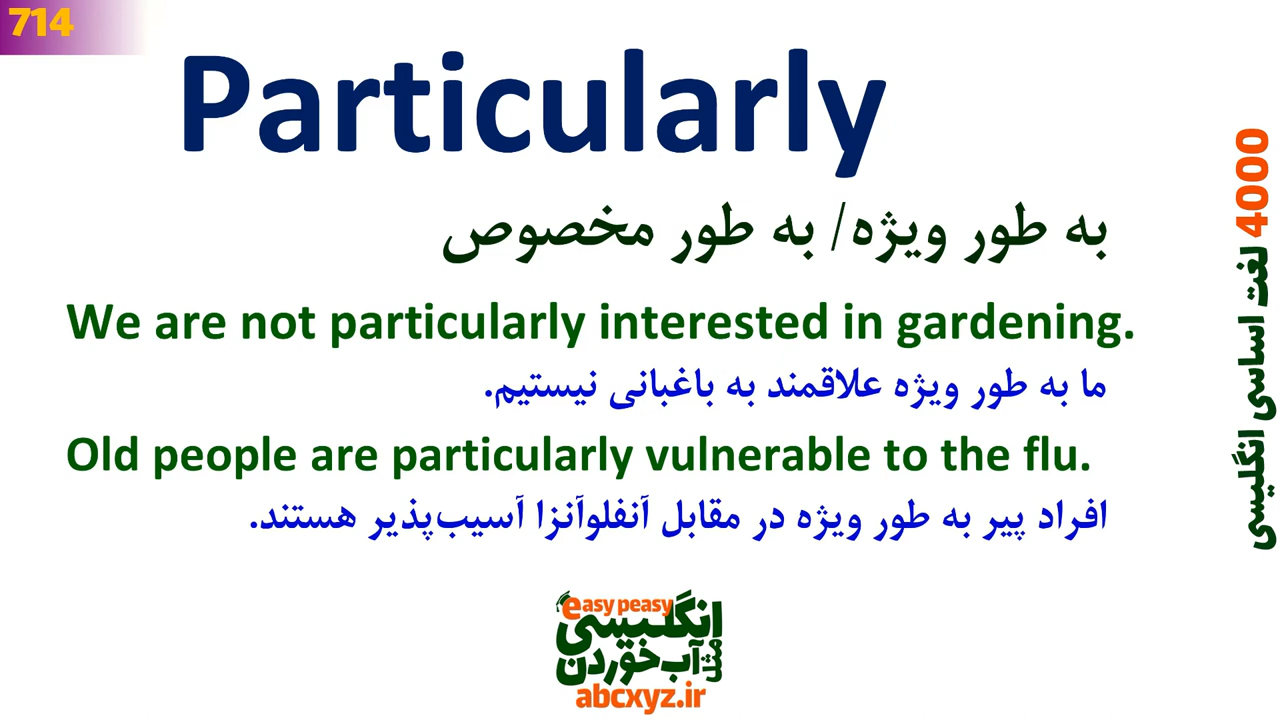 714
Particularly
به طور ویژه/ به طور مخصوص
We are not particularly interested in gardening.
ما به طور ویژه علاقمند به باغبانی نیستیم.
Old people are particularly vulnerable to the flu.
افراد پیر به طور ویژه در مقابل آنفلوآنزا آسیب‌پذیر هستند.
4000 لغت اساسی انگلیسی
easy peasy
انگلیسی
مثل آب خوردن
abcxyz.ir